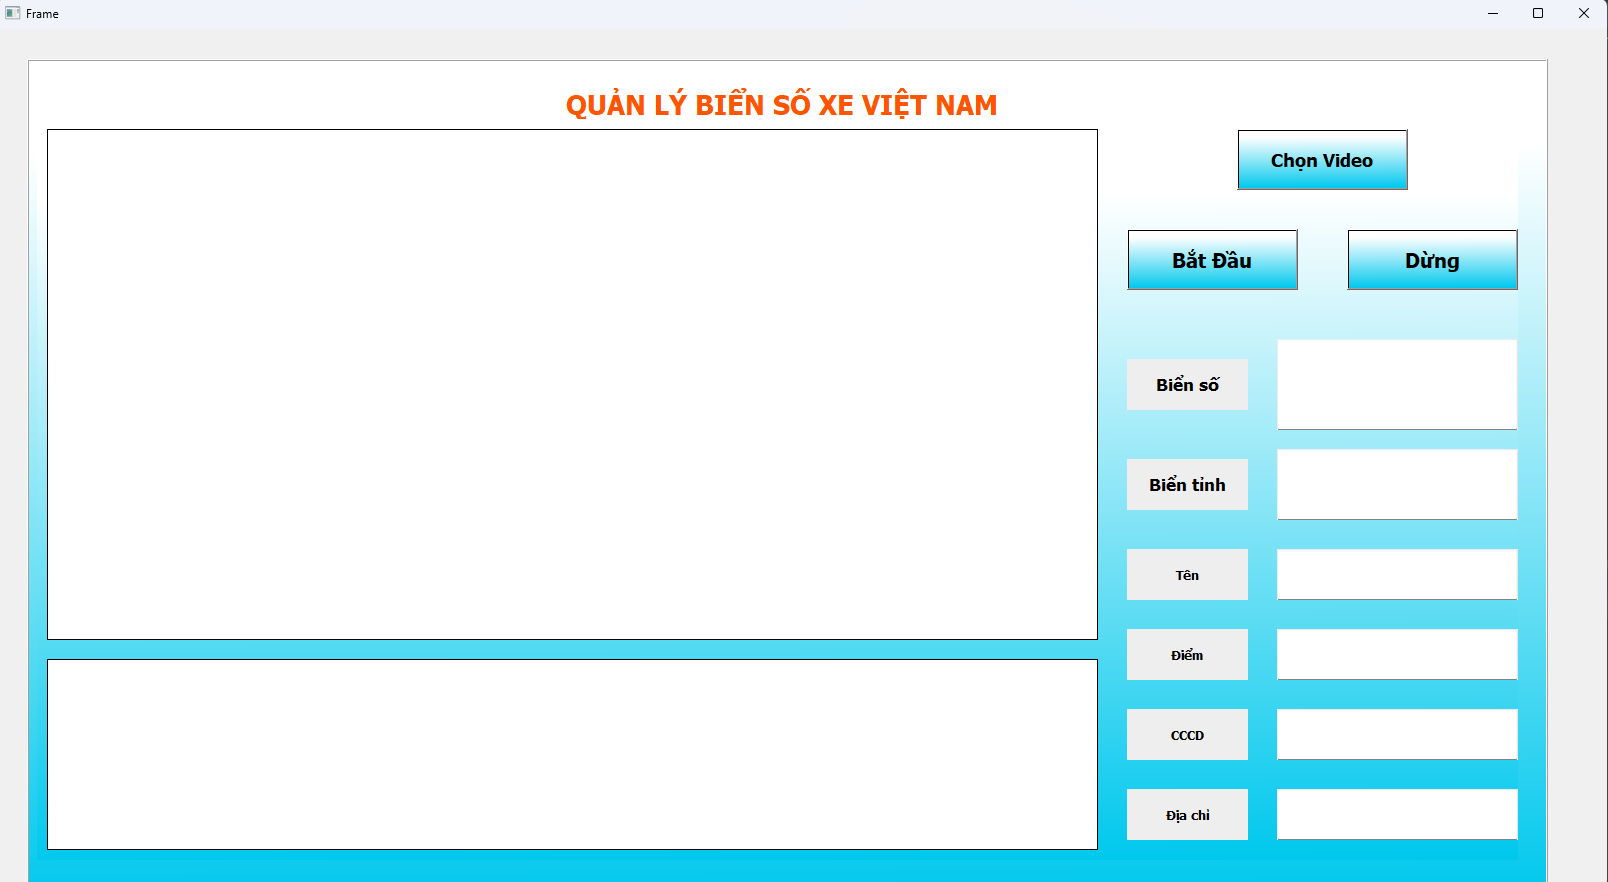 Frame
QUẢN LÝ BIỂN SỐ XE VIỆT NAM
Chọn Video
Bắt Đầu
Dừng
Biển số
Biển tỉnh
Tên
Điểm
CCCD
Địa chỉ